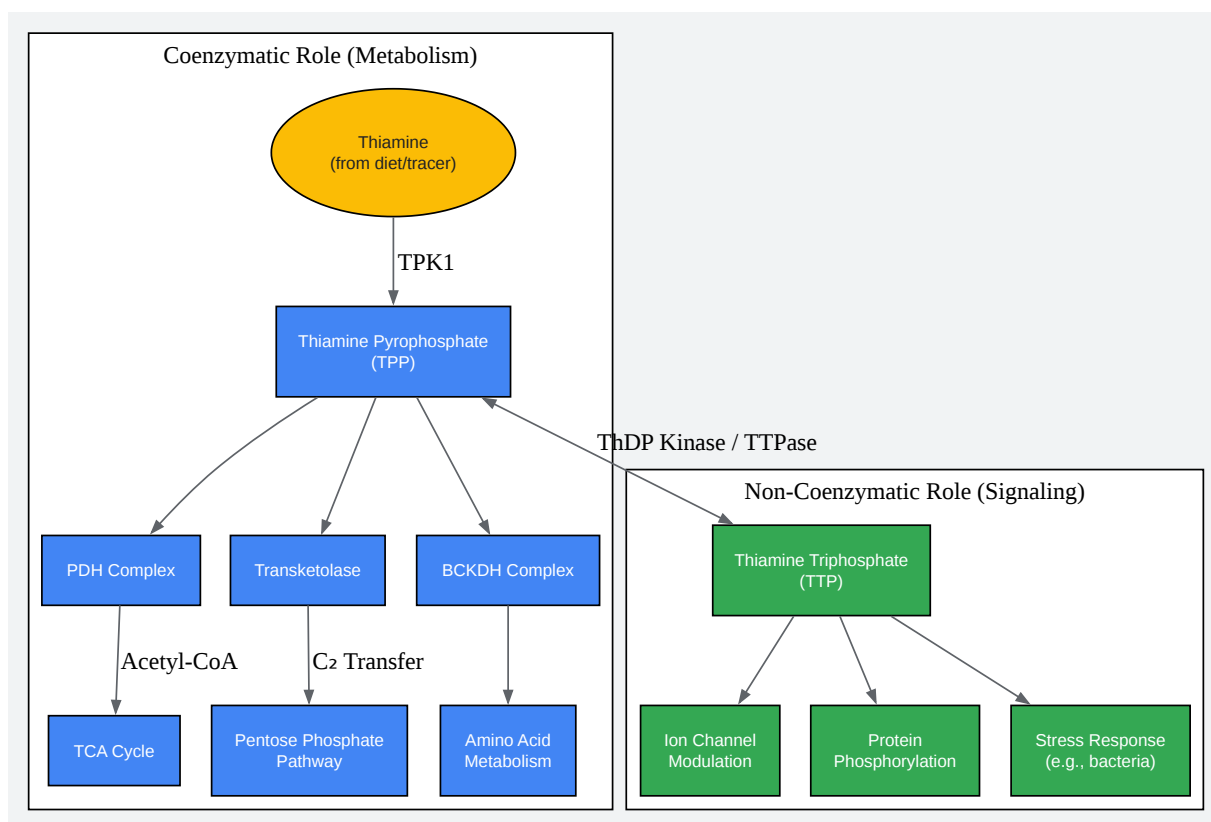 Coenzymatic Role (Metabolism)
Thiamine
(from diet/tracer)
TPK1
Thiamine Pyrophosphate
(TPP)
ThDP Kinase / TTPase
Non-Coenzymatic Role (Signaling)
Thiamine Triphosphate
(TTP)
PDH Complex
Transketolase
BCKDH Complex
Acetyl-CoA
C₂ Transfer
TCA Cycle
Pentose Phosphate
Pathway
Amino Acid
Metabolism
Ion Channel
Modulation
Protein
Phosphorylation
Stress Response
(e.g., bacteria)